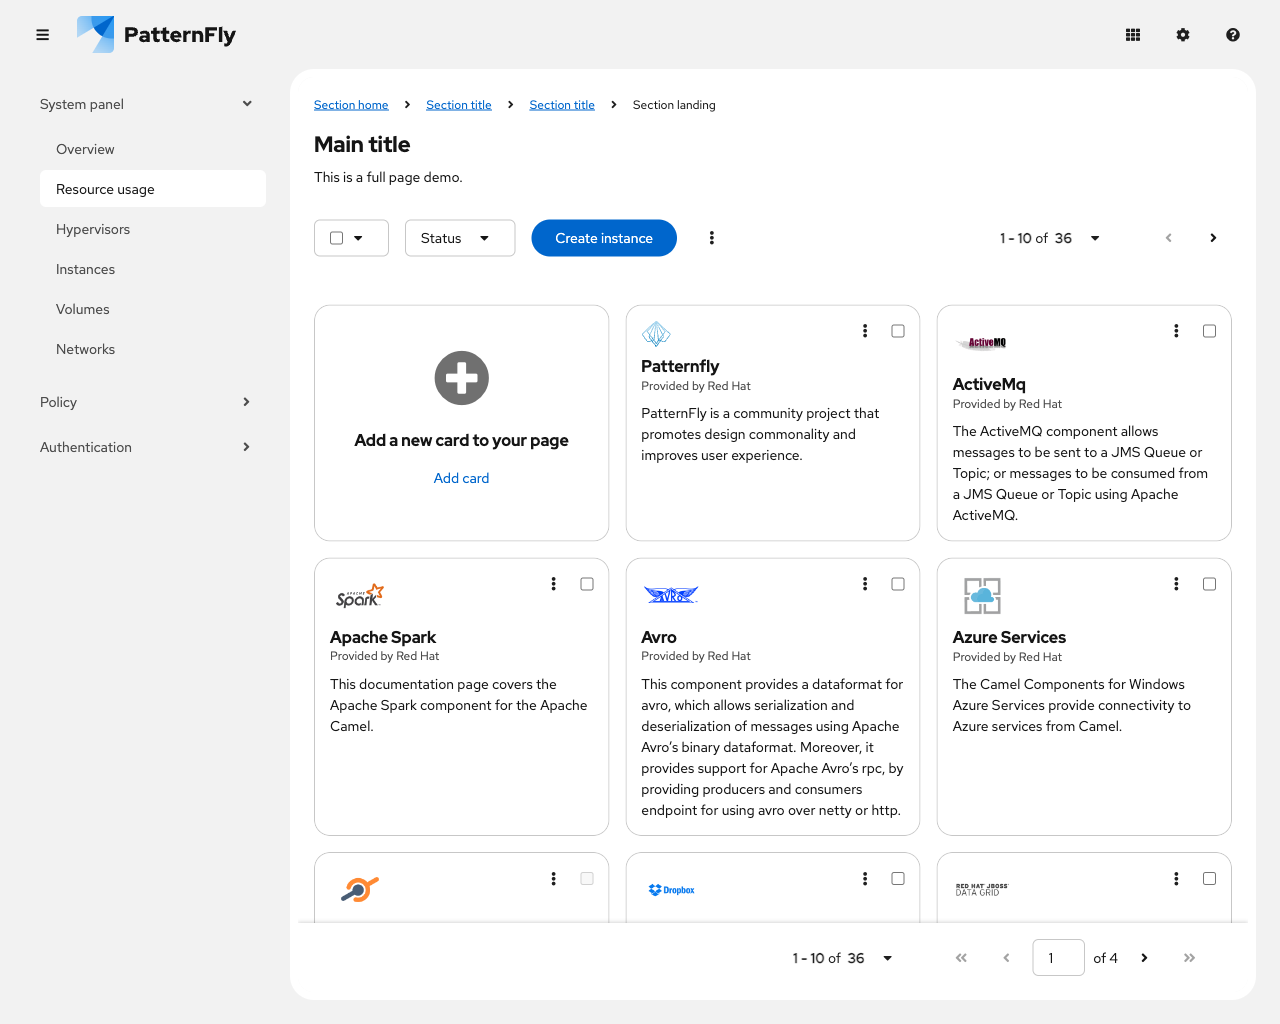 PatternFly
System panel
Overview
Resource usage
Hypervisors
Instances
Volumes
Networks
Policy
Authentication
Section home
Section title
Section title
Section landing
Main title
This is a full page demo.
Status
Create instance
1 - 10 of 36
Add a new card to your page
Add card
Patternfly
Provided by Red Hat
PatternFly is a community project that
promotes design commonality and
improves user experience.
ActiveMQ
ActiveMq
Provided by Red Hat
The ActiveMQ component allows
messages to be sent to a JMS Queue or
Topic; or messages to be consumed from
a JMS Queue or Topic using Apache
ActiveMQ.
APACHE
Spark
Apache Spark
Provided by Red Hat
This documentation page covers the
Apache Spark component for the Apache
Camel.
AVRO
Avro
Provided by Red Hat
This component provides a dataformat for
avro, which allows serialization and
deserialization of messages using Apache
Avro’s binary dataformat. Moreover, it
provides support for Apache Avro’s rpc, by
providing producers and consumers
endpoint for using avro over netty or http.
Azure Services
Provided by Red Hat
The Camel Components for Windows
Azure Services provide connectivity to
Azure services from Camel.
Dropbox
RED HAT JBOSS
DATA GRID
1 - 10 of 36
1 of 4